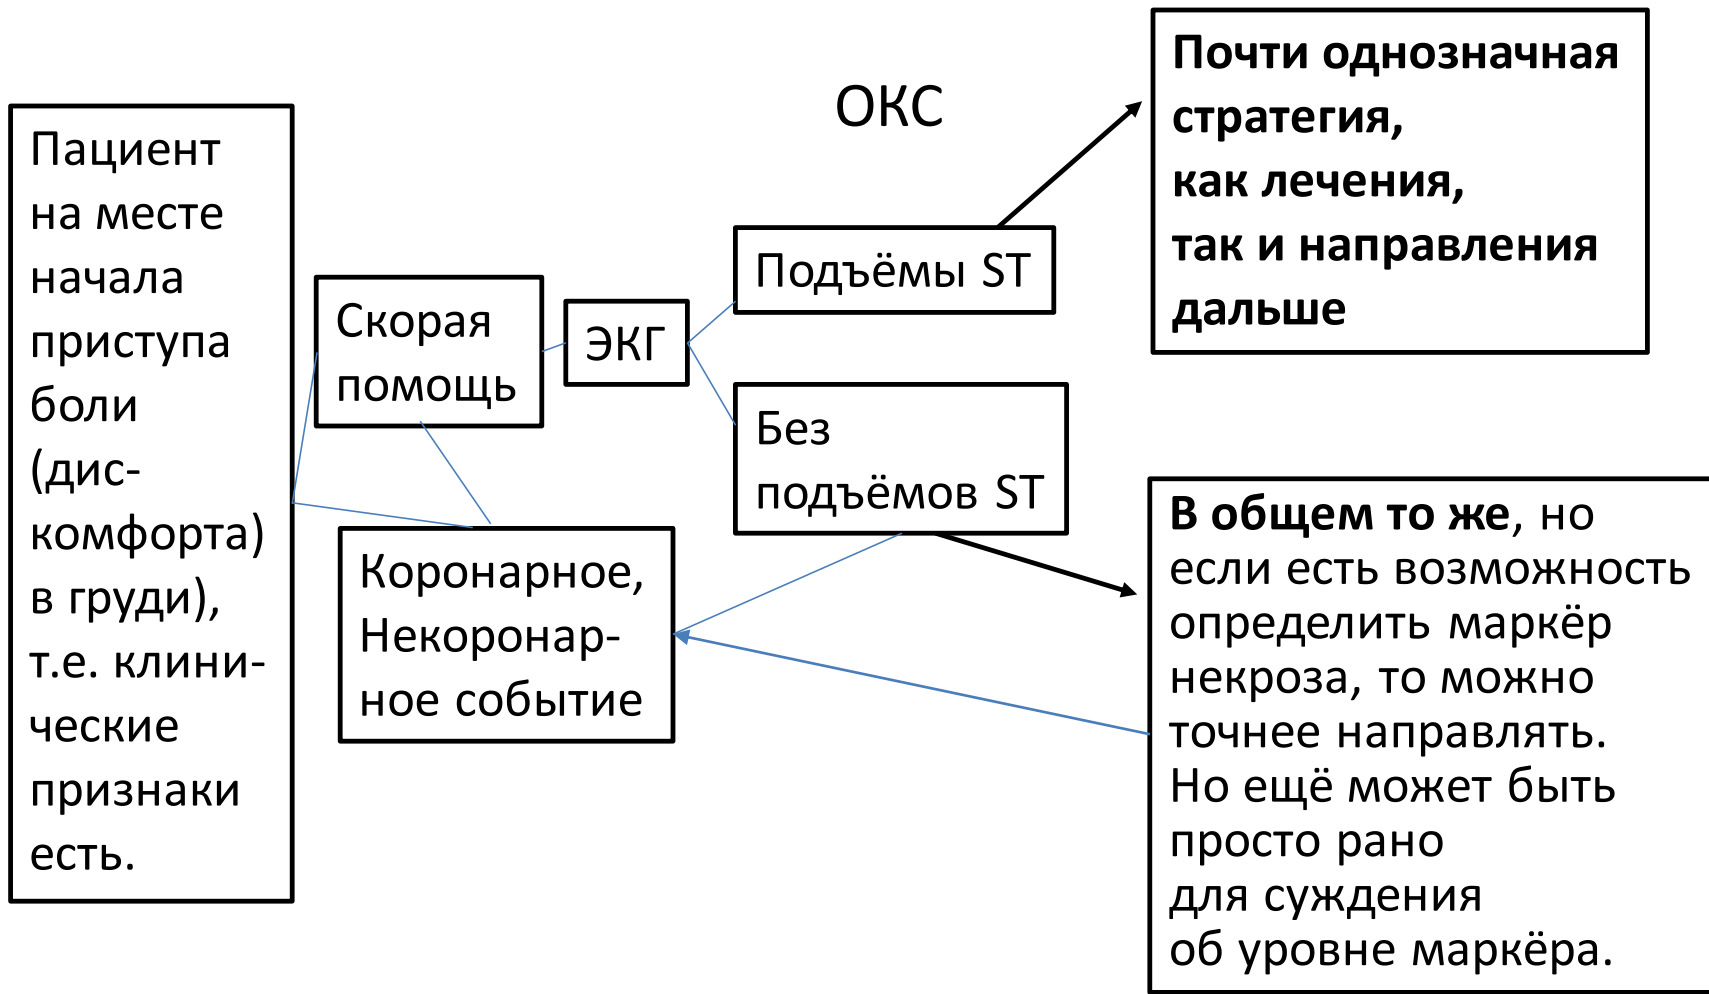 ОКС
Пациент
на месте
начала
приступа
боли
(дис-
комфорта)
в груди),
т.е. клини-
ческие
признаки
есть.
Скорая
помощь
ЭКГ
Подъёмы ST
Без
подъёмов ST
Коронарное,
Некоронар-
ное событие
Почти однозначная
стратегия,
как лечения,
так и направления
дальше
В общем то же, но
если есть возможность
определить маркёр
некроза, то можно
точнее направлять.
Но ещё может быть
просто рано
для суждения
об уровне маркёра.